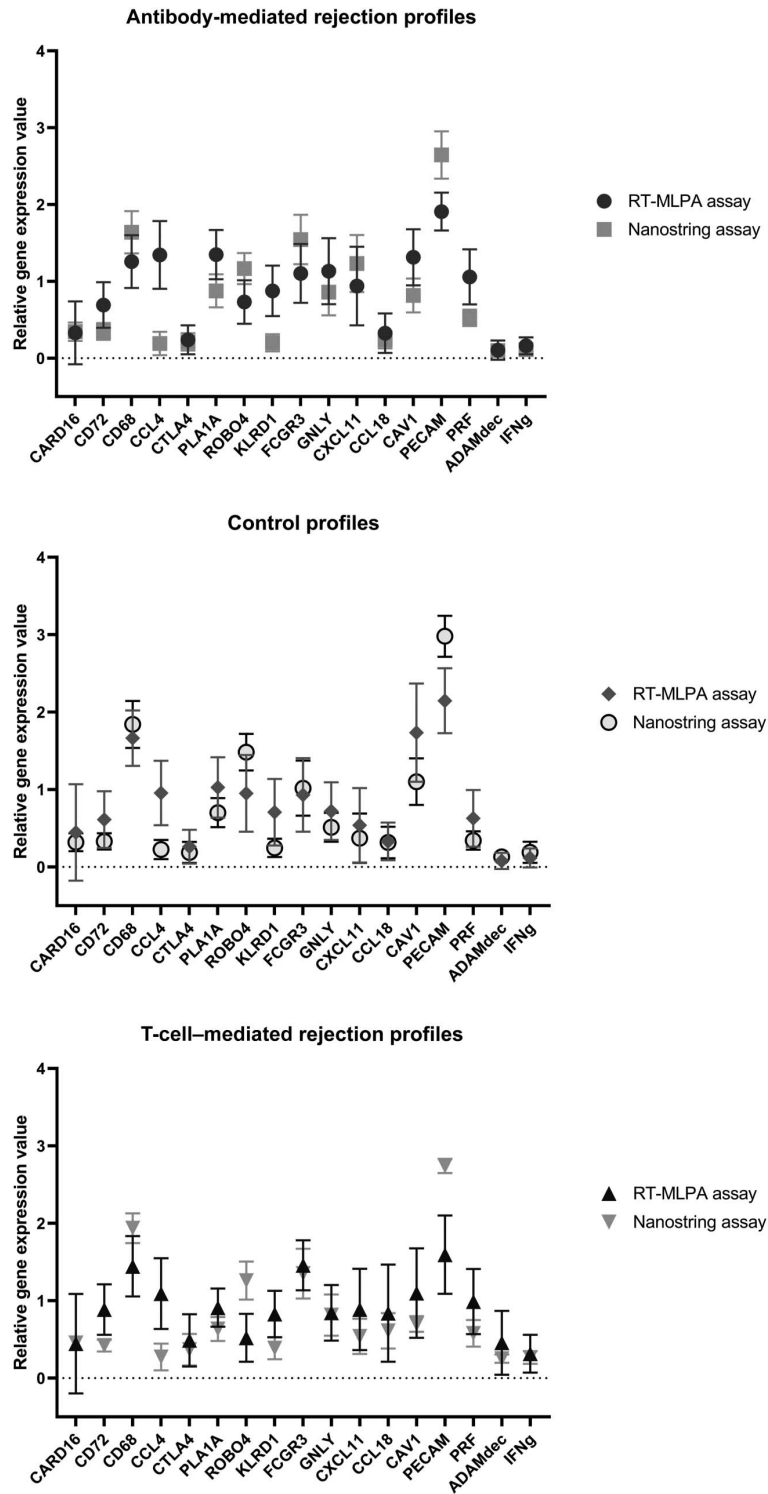 Antibody-mediated rejection profiles
Relative gene expression value
4
3
2
1
0
CARD16
CD72
CD68
CCL4
CTLA4
PLA1A
ROBO4
KLRD1
FCGR3
GNLY
CXCL11
CCL18
CAV1
PECAM
PRF
ADAMdec
IFNg
RT-MLPA assay
Nanostring assay
Control profiles
Relative gene expression value
4
3
2
1
0
CARD16
CD72
CD68
CCL4
CTLA4
PLA1A
ROBO4
KLRD1
FCGR3
GNLY
CXCL11
CCL18
CAV1
PECAM
PRF
ADAMdec
IFNg
RT-MLPA assay
Nanostring assay
T-cell–mediated rejection profiles
Relative gene expression value
4
3
2
1
0
CARD16
CD72
CD68
CCL4
CTLA4
PLA1A
ROBO4
KLRD1
FCGR3
GNLY
CXCL11
CCL18
CAV1
PECAM
PRF
ADAMdec
IFNg
RT-MLPA assay
Nanostring assay